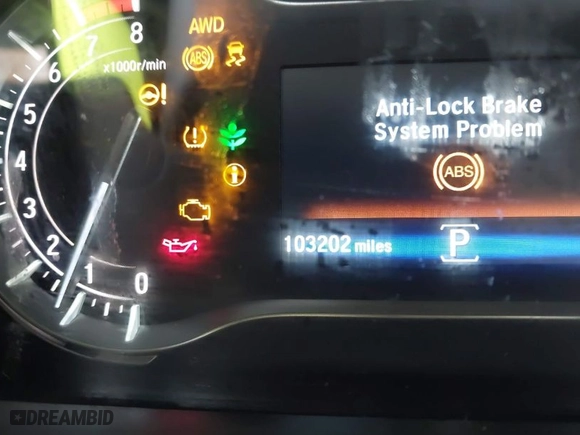 8
7
x1000r/min
5
4
3
2
1
0
AWD
ABS
Anti-Lock Brake
System Problem
ABS
103202 miles
P
DREAMBID